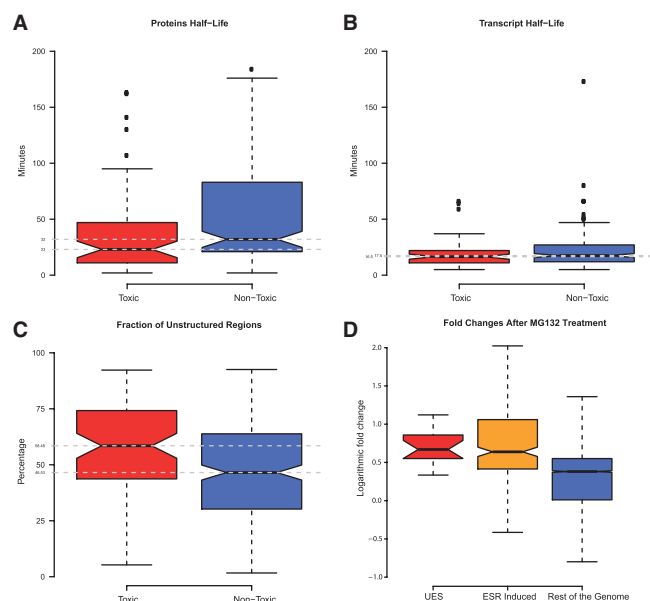 A
Proteins Half−Life
200
150
100
50
0
Minutes
32
23
Toxic
Non−Toxic
B
Transcript Half−Life
200
150
100
50
0
Minutes
Toxic
Non−Toxic
C
Fraction of Unstructured Regions
100
75
50
25
0
Percentage
Toxic
Non−Toxic
D
Fold Changes After MG132 Treatment
2.0
1.5
1.0
0.5
0.0
−0.5
−1.0
Logarithmic fold change
UES
ESR Induced
Rest of the Genome